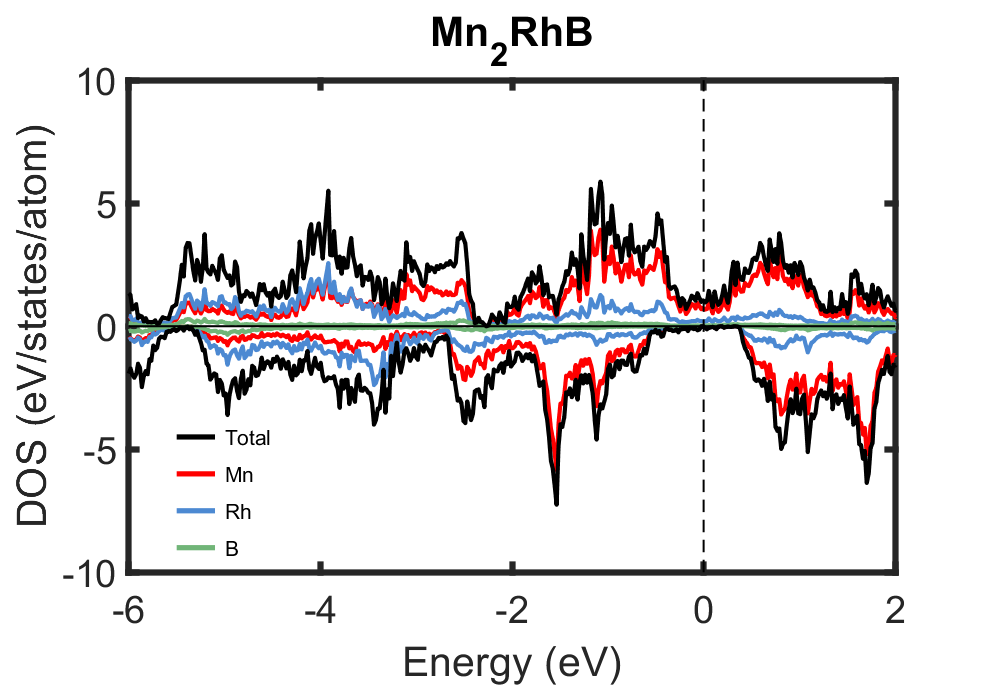 Mn₂RhB
10
5
0
-5
-10
DOS (eV/states/atom)
Total
Mn
Rh
B
-6 -4 -2 0 2
Energy (eV)